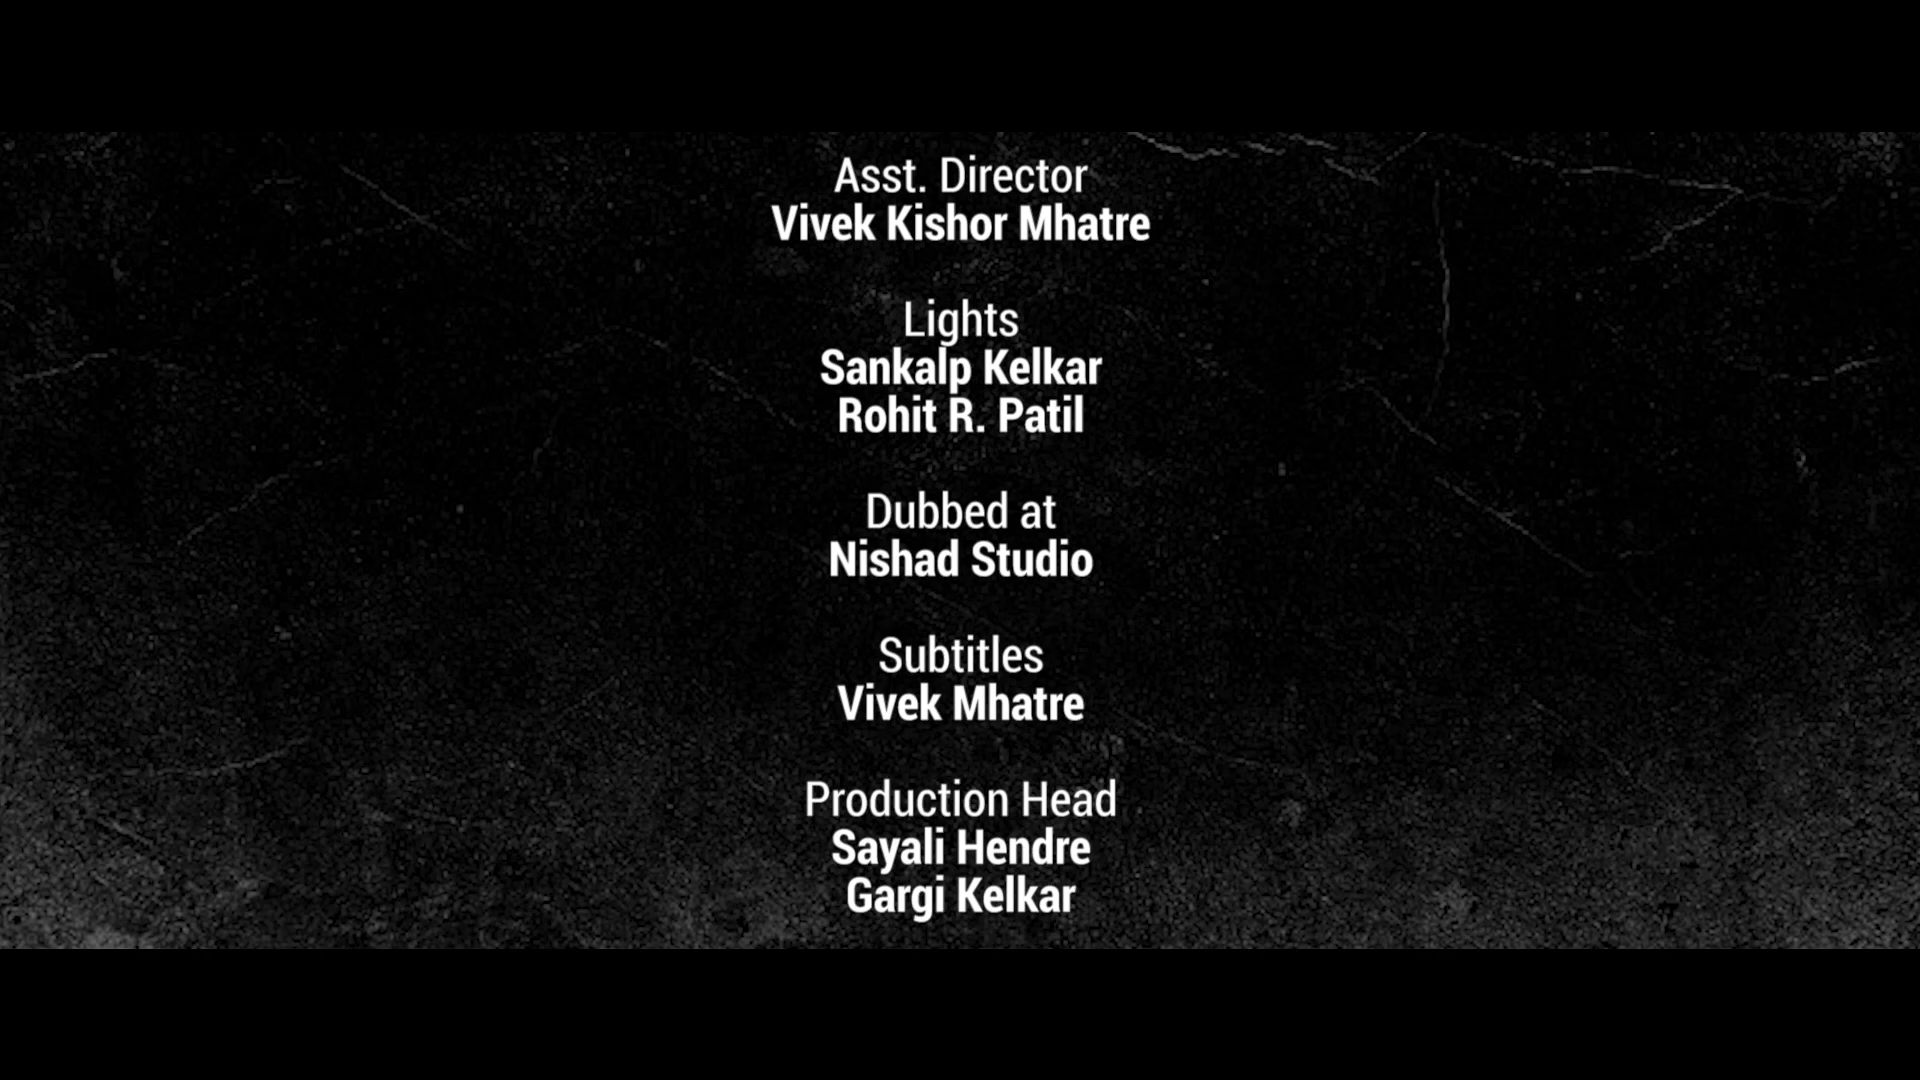 Asst. Director
Vivek Kishor Mhatre
Lights
Sankalp Kelkar
Rohit R. Patil
Dubbed at
Nishad Studio
Subtitles
Vivek Mhatre
Production Head
Sayali Hendre
Gargi Kelkar